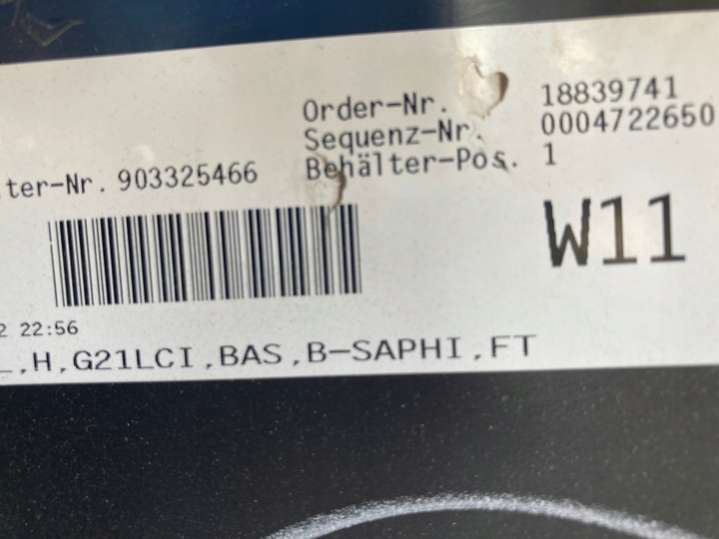 Order-Nr. 18839741
Sequenz-Nr. 0004722650
Behälter-Pos. 1
ter-Nr. 903325466
W11
22:56
,H,G21LCI,BAS,B-SAPHI,FT